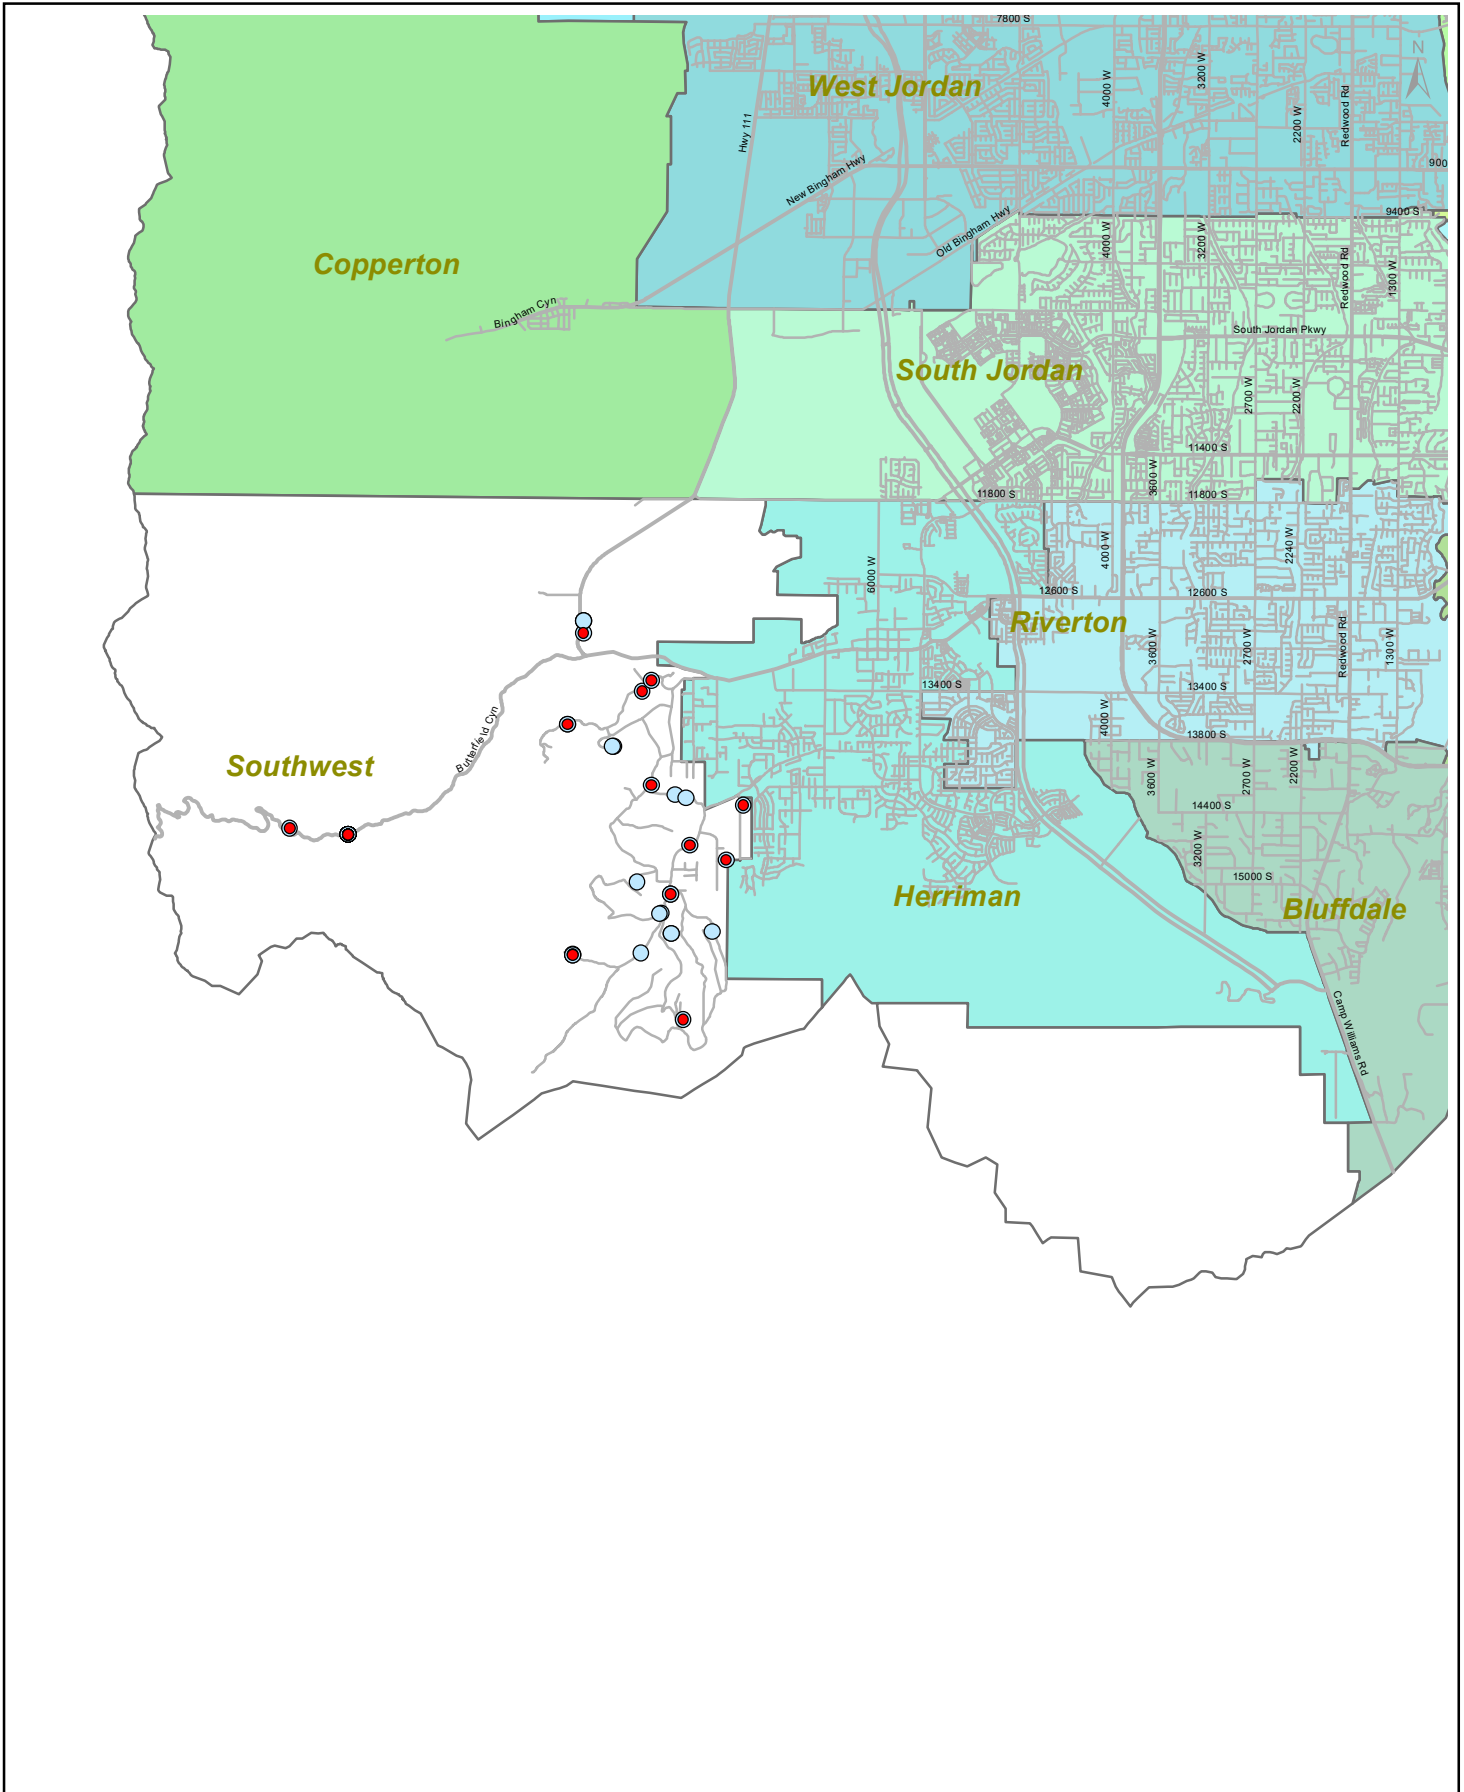 7800 S
N
West Jordan
4000 W
3200 W
2200 W
Redwood Rd
Hwy 111
New Bingham Hwy
900
Old Bingham Hwy
9400 S
Copperton
4000 W
3200 W
Redwood Rd
1300 W
Bingham Cyn
South Jordan Pkwy
South Jordan
2700 W
2200 W
11400 S
3600 W
11800 S
11800 S
4000 W
2240 W
6000 W
12600 S
12600 S
Riverton
3600 W
2700 W
Redwood Rd
1300 W
13400 S
13400 S
4000 W
13800 S
Butterfield Cyn
Southwest
3600 W
2700 W
2200 W
14400 S
3200 W
15000 S
Herriman
Bluffdale
Camp Williams Rd